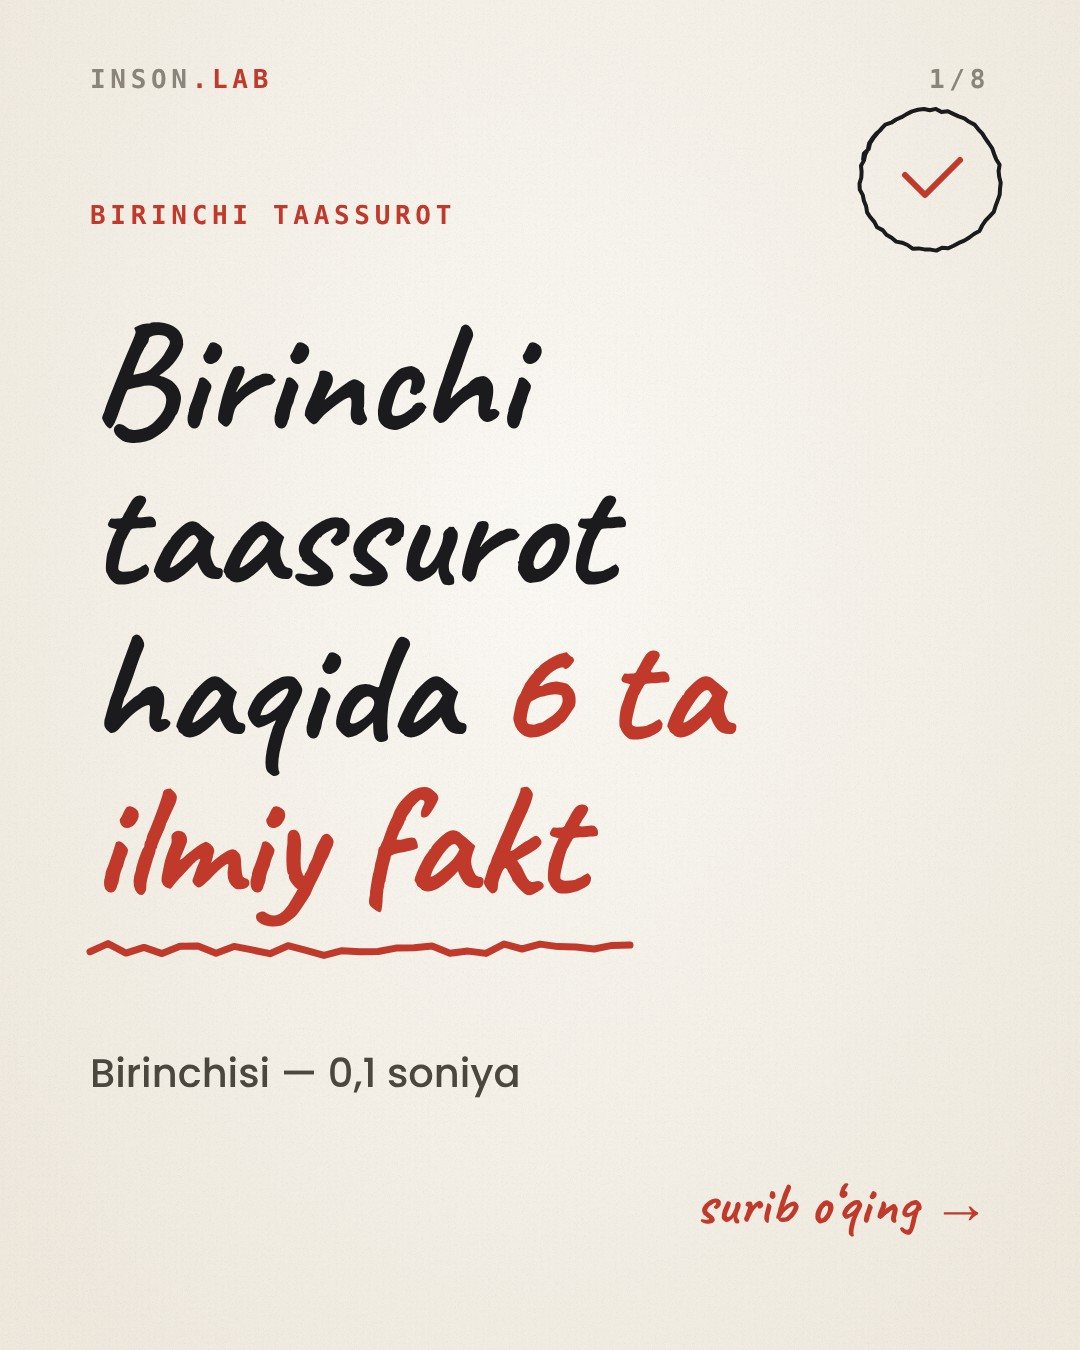 INSON.LAB
1/8
BIRINCHI TAASSUROT
Birinchi
taassurot
haqida 6 ta
ilmiy fakt
Birinchisi — 0,1 soniya
surib o‘qing →